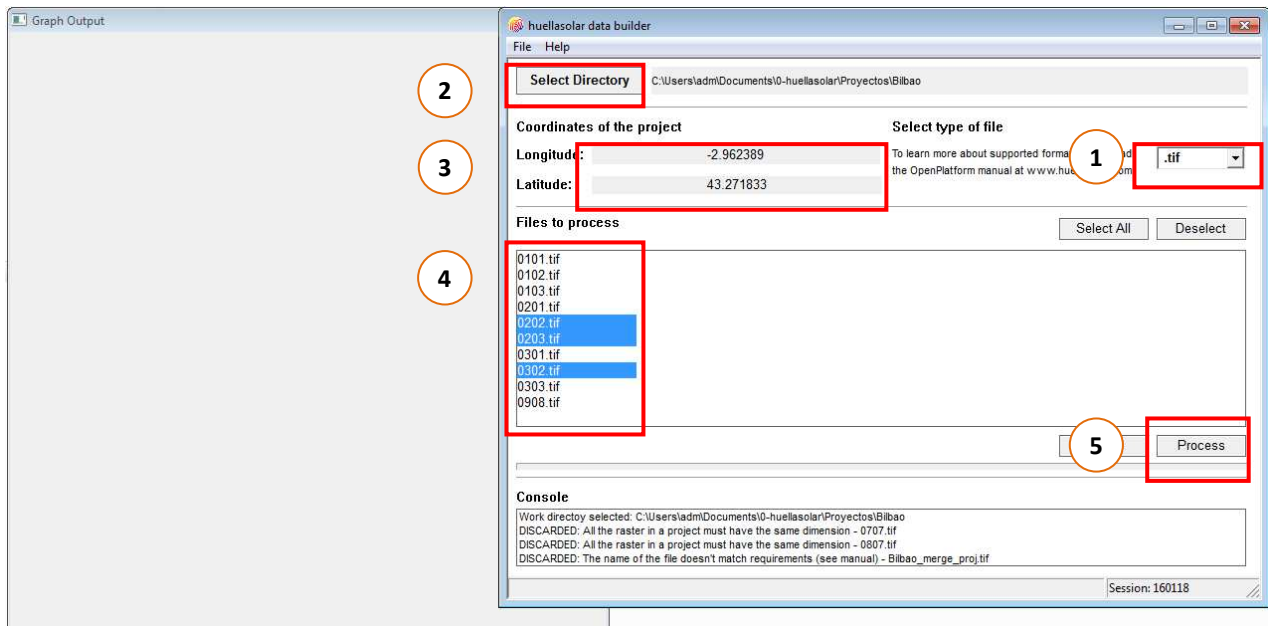 Graph Output
huellasolar data builder
File Help
2
Select Directory C:\Users\adm\Documents\0-huellasolar\Proyectos\Bilbao
Coordinates of the project
Select type of file
3
Longitude: -2.962389
Latitude: 43.271833
To learn more about supported
the OpenPlatform manual at
1
.tif
Files to process
Select All Deselect
4
0101.tif
0102.tif
0103.tif
0201.tif
0202.tif
0203.tif
0301.tif
0302.tif
0303.tif
0908.tif
5
Process
Console
Work directoy selected: C:\Users\adm\Documents\0-huellasolar\Proyectos\Bilbao
DISCARDED: All the raster in a project must have the same dimension - 0707.tif
DISCARDED: All the raster in a project must have the same dimension - 0807.tif
DISCARDED: The name of the file doesn't match requirements (see manual) - Bilbao_merge_proj.tif
Session: 160118